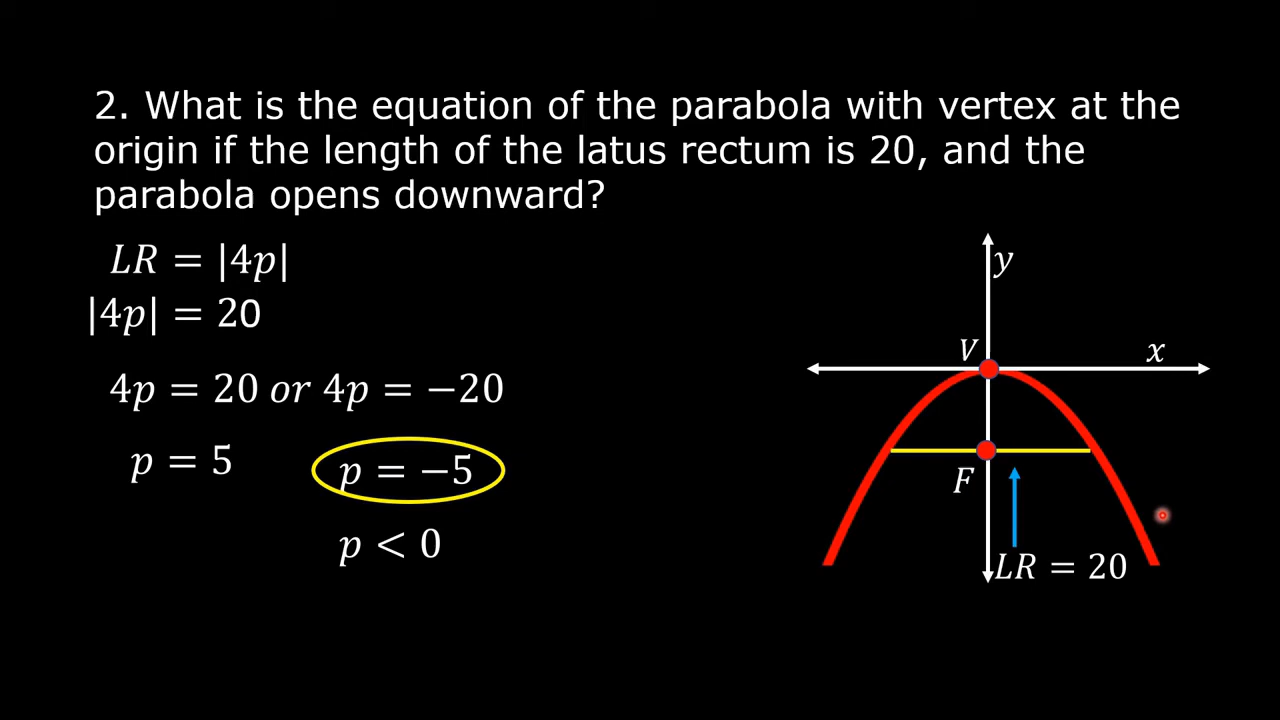 2. What is the equation of the parabola with vertex at the
origin if the length of the latus rectum is 20, and the
parabola opens downward?
LR = |4p|
|4p| = 20
4p = 20 or 4p = −20
p = 5
p = −5
p < 0
y
V
x
F
LR = 20